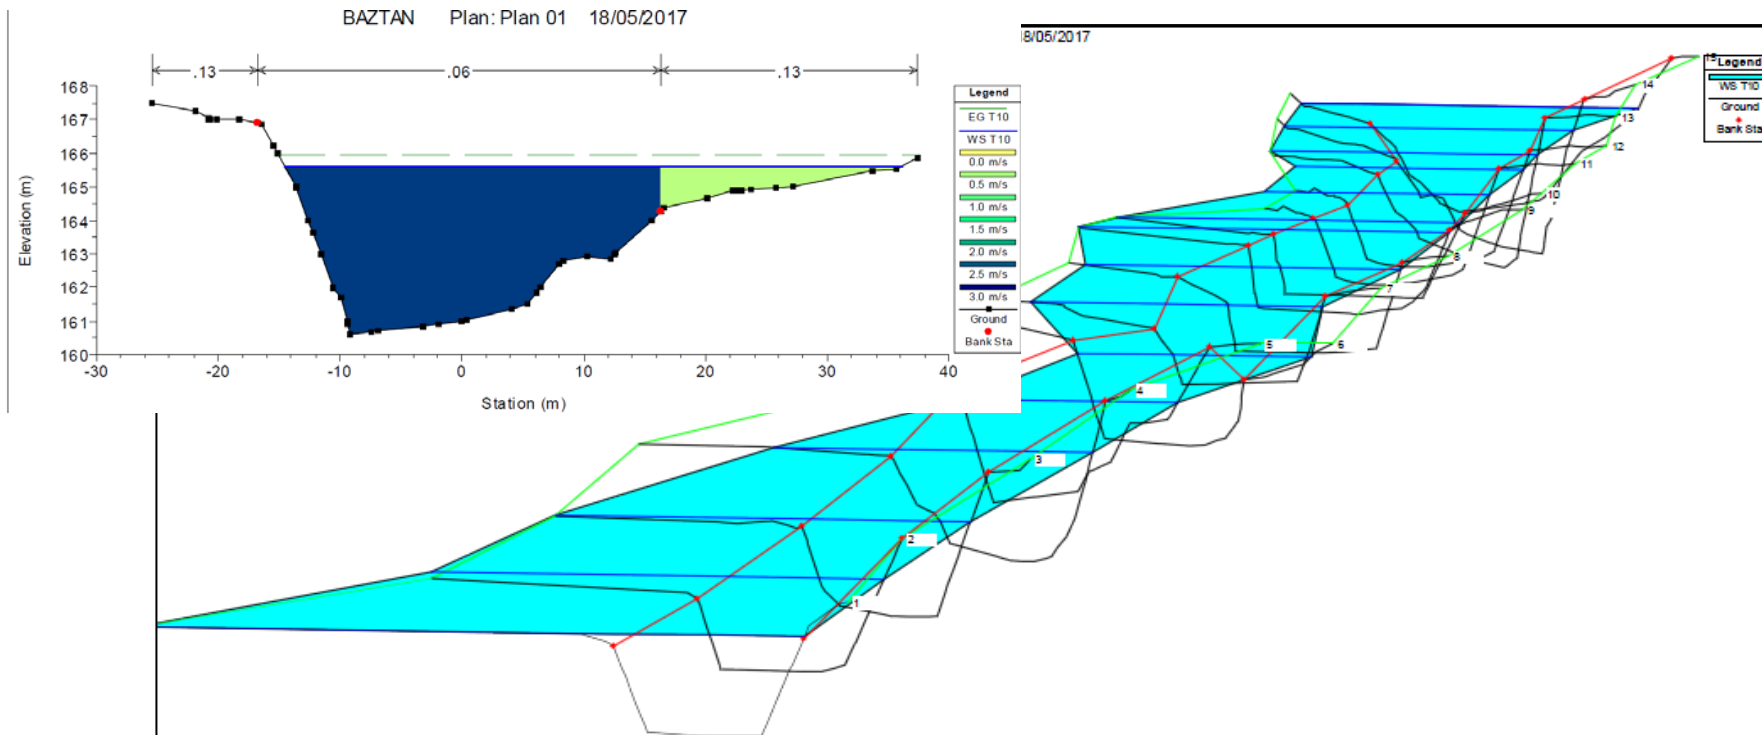 BAZTAN Plan: Plan 01 18/05/2017
18/05/2017
.13 .06 .13
168
167
166
165
164
163
162
161
160
-30 -20 -10 0 10 20 30 40
Elevation (m)
Station (m)
Legend
EG T10
WS T10
0.0 m/s
0.5 m/s
1.0 m/s
1.5 m/s
2.0 m/s
2.5 m/s
3.0 m/s
Ground
Bank Sta
Legend
WS T10
Ground
Bank Sta
15
14
13
12
11
10
9
8
7
6
5
4
3
2
1